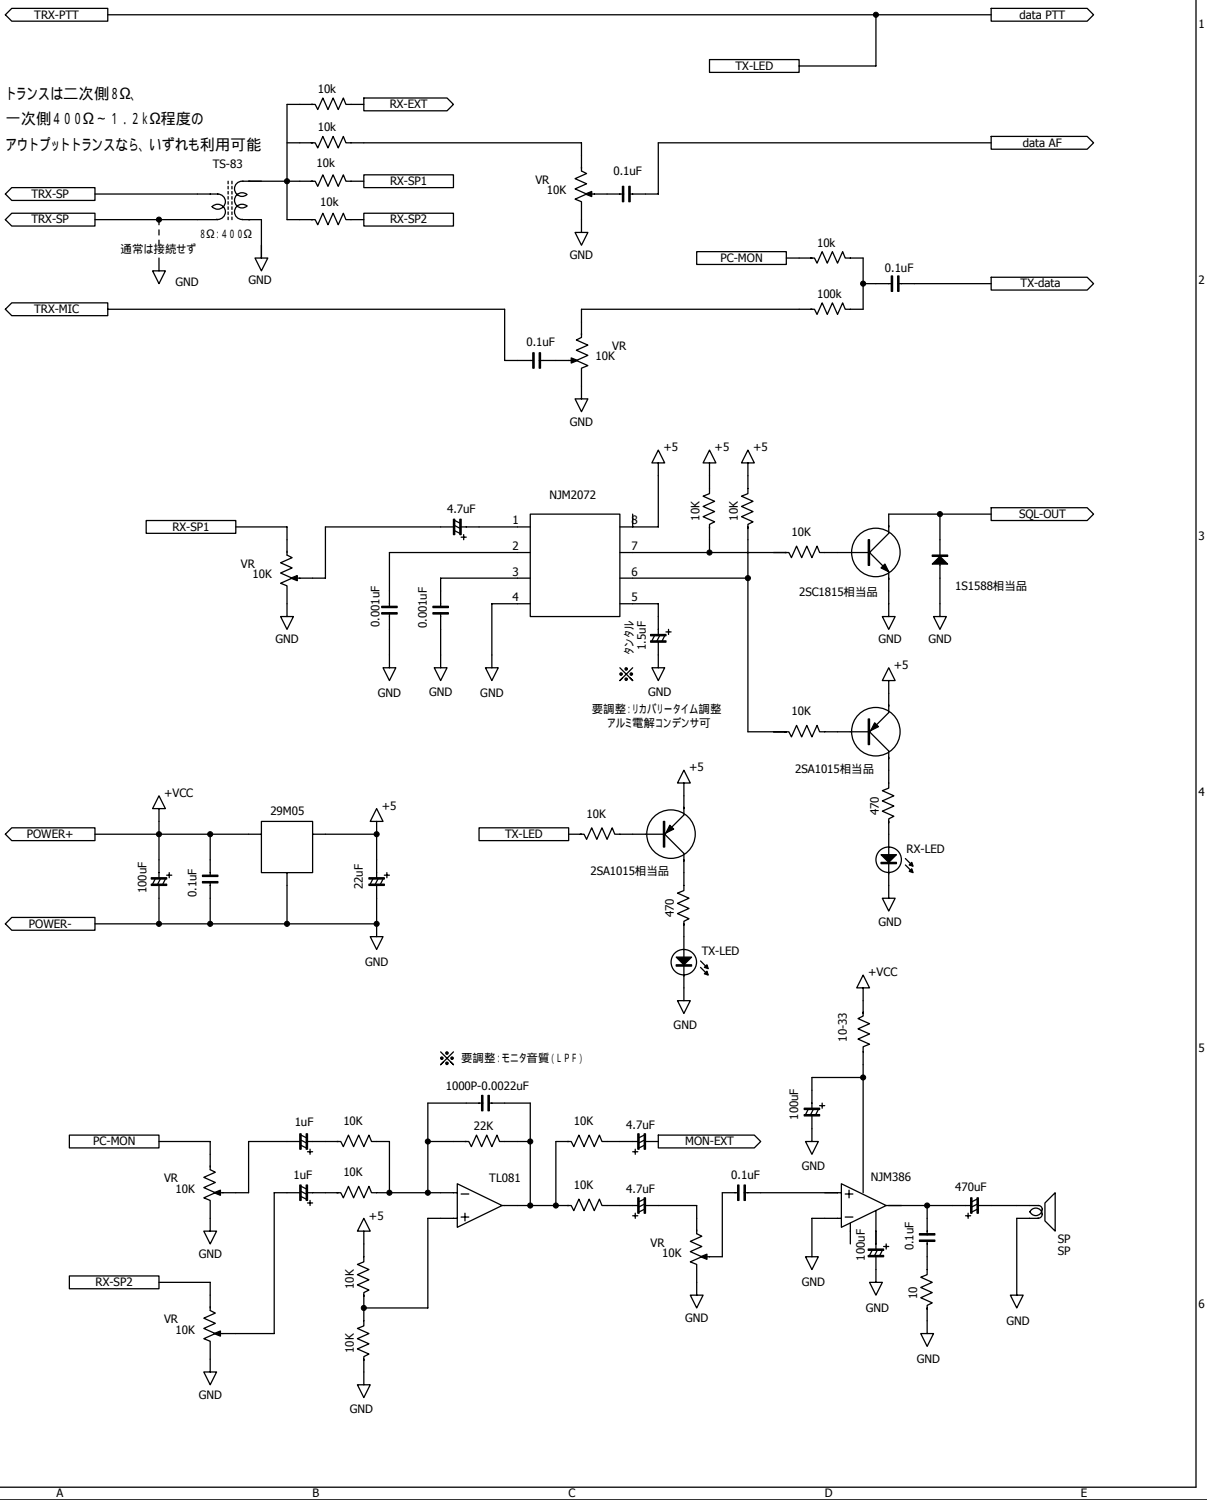 TRX-PTT
data PTT
1
TX-LED
トランスは二次側8Ω、
一次側400Ω~1.2kΩ程度の
アウトプットトランスなら、いずれも利用可能
10k
RX-EXT
10k
data AF
TS-83
10k
RX-SP1
VR
10K
0.1uF
TRX-SP
10k
RX-SP2
TRX-SP
8Ω:400Ω
通常は接続せず
GND
GND
GND
PC-MON
10k
0.1uF
TX-data
2
TRX-MIC
100k
0.1uF
VR
10K
GND
+5
+5
+5
NJM2072
4.7uF
RX-SP1
1
2
3
4
8
7
6
5
10K
10K
10K
SQL-OUT
3
VR
10K
GND
0.001uF
0.001uF
2SC1815相当品
1S1588相当品
GND
GND
タンタル
1.5uF
※
GND
GND
GND
GND
要調整:リカバリータイム調整
アルミ電解コンデンサ可
+5
10K
2SA1015相当品
+5
4
+VCC
29M05
+5
POWER+
TX-LED
10K
470
RX-LED
100uF
0.1uF
22uF
2SA1015相当品
GND
POWER-
GND
470
TX-LED
GND
+VCC
10-33
5
※ 要調整:モニタ音質(LPF)
1000P-0.0022uF
100uF
GND
PC-MON
1uF
10K
22K
10K
4.7uF
MON-EXT
VR
10K
1uF
10K
TL081
10K
4.7uF
0.1uF
NJM386
470uF
GND
+5
VR
10K
GND
100uF
GND
0.1uF
SP
SP
GND
RX-SP2
10K
GND
10
GND
6
VR
10K
GND
10K
GND
A
B
C
D
E